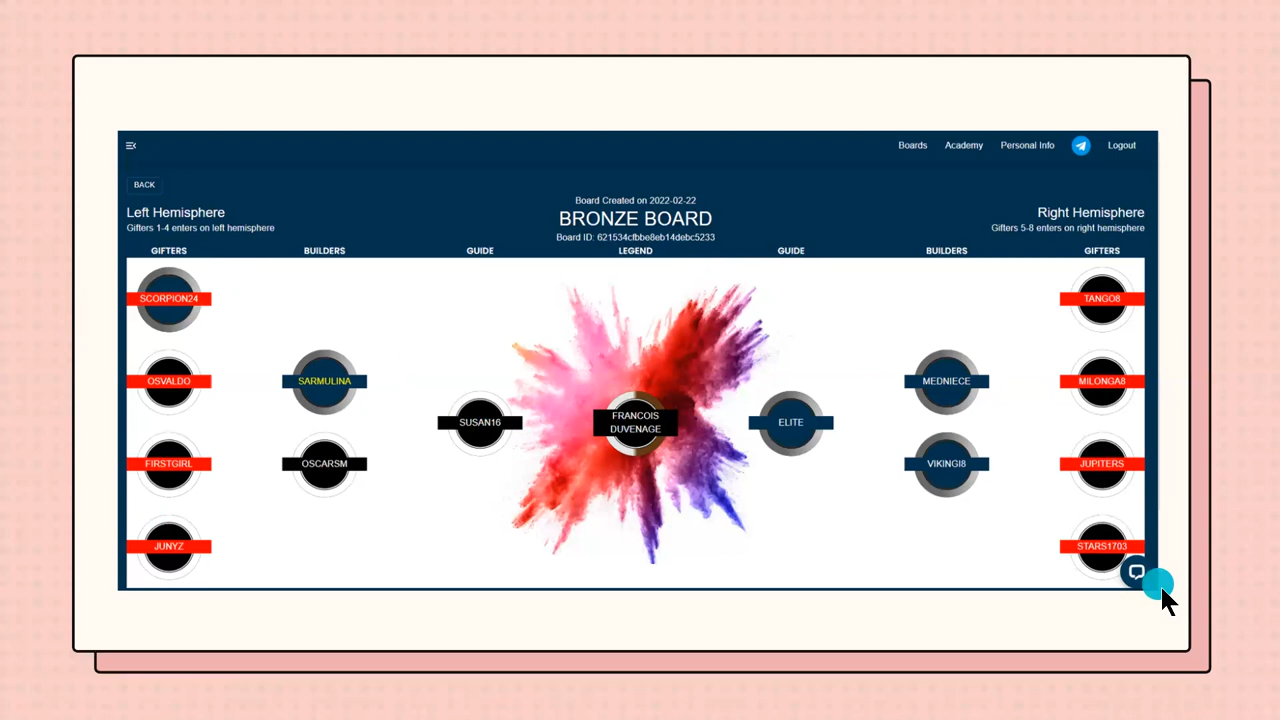 Boards Academy Personal Info Logout
BACK
Board Created on 2022-02-22
Left Hemisphere BRONZE BOARD Right Hemisphere
Gifters 1-4 enters on left hemisphere Board ID: 621534cfbbe8eb14debc5233 Gifters 5-8 enters on right hemisphere
GIFTERS BUILDERS GUIDE LEGEND GUIDE BUILDERS GIFTERS
SCORPION24 TANGO8
OSVALDO SARMULINA MEDNIECE MILONGA8
SUSAN16 FRANCOIS
DUVENAGE ELITE
FIRSTGIRL OSCARSM VIKINGI8 JUPITERS
JUNYZ STARS1703